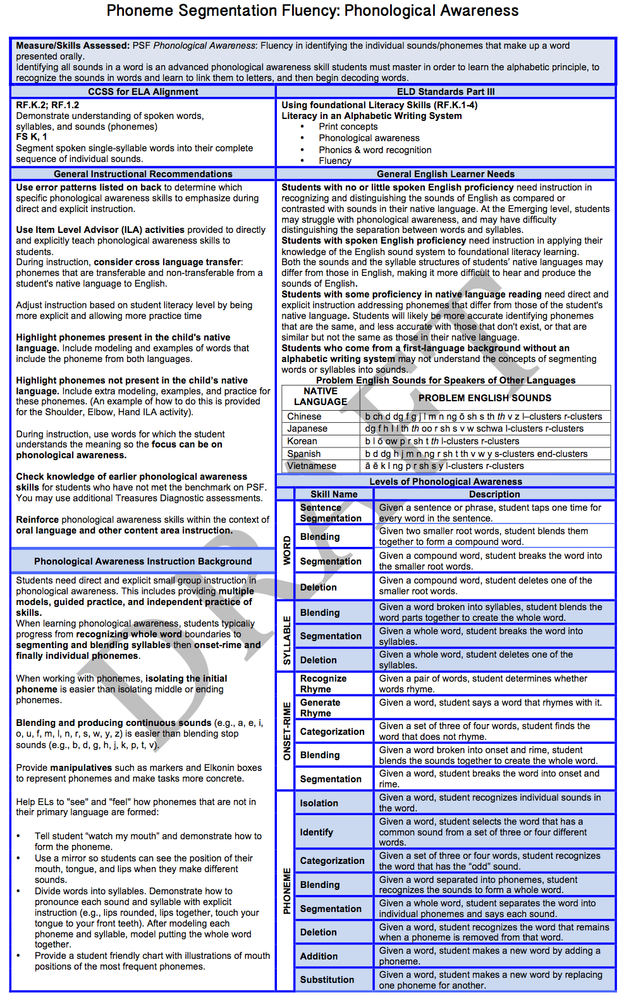 Phoneme Segmentation Fluency: Phonological Awareness
Measure/Skills Assessed: PSF Phonological Awareness: Fluency in identifying the individual sounds/phonemes that make up a word
presented orally.
Identifying all sounds in a word is an advanced phonological awareness skill students must master in order to learn the alphabetic principle, to
recognize the sounds in words and learn to link them to letters, and then begin decoding words.
CCSS for ELA Alignment
RF.K.2; RF.1.2
Demonstrate understanding of spoken words,
syllables, and sounds (phonemes)
FS K, 1
Segment spoken single-syllable words into their complete
sequence of individual sounds.
ELD Standards Part III
Using foundational Literacy Skills (RF.K.1-4)
Literacy in an Alphabetic Writing System
• Print concepts
• Phonological awareness
• Phonics & word recognition
• Fluency
General Instructional Recommendations
Use error patterns listed on back to determine which
specific phonological awareness skills to emphasize during
direct and explicit instruction.
Use Item Level Advisor (ILA) activities provided to directly
and explicitly teach phonological awareness skills to
students.
During instruction, consider cross language transfer:
phonemes that are transferable and non-transferable from a
student's native language to English.
Adjust instruction based on student literacy level by being
more explicit and allowing more practice time
Highlight phonemes present in the child's native
language. Include modeling and examples of words that
include the phoneme from both languages.
Highlight phonemes not present in the child's native
language. Include extra modeling, examples, and practice for
these phonemes. (An example of how to do this is provided
for the Shoulder, Elbow, Hand ILA activity).
During instruction, use words for which the student
understands the meaning so the focus can be on
phonological awareness.
Check knowledge of earlier phonological awareness
skills for students who have not met the benchmark on PSF.
You may use additional Treasures Diagnostic assessments.
Reinforce phonological awareness skills within the context of
oral language and other content area instruction.
Phonological Awareness Instruction Background
Students need direct and explicit small group instruction in
phonological awareness. This includes providing multiple
models, guided practice, and independent practice of
skills.
When learning phonological awareness, students typically
progress from recognizing whole word boundaries to
segmenting and blending syllables then onset-rime and
finally individual phonemes.
When working with phonemes, isolating the initial
phoneme is easier than isolating middle or ending
phonemes.
Blending and producing continuous sounds (e.g., a, e, i,
o, u, f, m, l, n, r, s, w, y, z) is easier than blending stop
sounds (e.g., b, d, g, h, j, k, p, t, v).
Provide manipulatives such as markers and Elkonin boxes
to represent phonemes and make tasks more concrete.
Help ELs to "see" and "feel" how phonemes that are not in
their primary language are formed:
• Tell student “watch my mouth” and demonstrate how to
form the phoneme.
• Use a mirror so students can see the position of their
mouth, tongue, and lips when they make different
sounds.
• Divide words into syllables. Demonstrate how to
pronounce each sound and syllable with explicit
instruction (e.g., lips rounded, lips together, touch your
tongue to your front teeth). After modeling each
phoneme and syllable, model putting the whole word
together.
• Provide a student friendly chart with illustrations of mouth
positions of the most frequent phonemes.
General English Learner Needs
Students with no or little spoken English proficiency need instruction in
recognizing and distinguishing the sounds of English as compared or
contrasted with sounds in their native language. At the Emerging level, students
may struggle with phonological awareness, and may have difficulty
distinguishing the separation between words and syllables.
Students with spoken English proficiency need instruction in applying their
knowledge of the English sound system to foundational literacy learning.
Both the sounds and the syllable structures of students’ native languages may
differ from those in English, making it more difficult to hear and produce the
sounds of English.
Students with some proficiency in native language reading need direct and
explicit instruction addressing phonemes that differ from those of the student's
native language. Students will likely be more accurate identifying phonemes
that are the same, and less accurate with those that don't exist, or that are
similar but not the same as those in their native language.
Students who come from a first-language background without an
alphabetic writing system may not understand the concepts of segmenting
words or syllables into sounds.
Problem English Sounds for Speakers of Other Languages
NATIVE LANGUAGE PROBLEM ENGLISH SOUNDS
Chinese b ch d dg f g j l m n ng ō sh s th th v z l–clusters r-clusters
Japanese dg f h I l th th oo r sh s v w schwa l-clusters r-clusters
Korean b l ō ow p r sh t th l-clusters r-clusters
Spanish b d dg h j m n ng r sh t th v w y s-clusters end-clusters
Vietnamese ā ē k l ng p r sh s y l-clusters r-clusters
Levels of Phonological Awareness
Skill Name Description
WORD
Sentence Segmentation Given a sentence or phrase, student taps one time for
every word in the sentence.
Blending Given two smaller root words, student blends them
together to form a compound word.
Segmentation Given a compound word, student breaks the word into
the smaller root words.
Deletion Given a compound word, student deletes one of the
smaller root words.
SYLLABLE
Blending Given a word broken into syllables, student blends the
word parts together to create the whole word.
Segmentation Given a whole word, student breaks the word into
syllables.
Deletion Given a whole word, student deletes one of the
syllables.
ONSET-RIME
Recognize Rhyme Given a pair of words, student determines whether
words rhyme.
Generate Rhyme Given a word, student says a word that rhymes with it.
Categorization Given a set of three of four words, student finds the
word that does not rhyme.
Blending Given a word broken into onset and rime, student
blends the sounds together to create the whole word.
Segmentation Given a word, student breaks the word into onset and
rime.
PHONEME
Isolation Given a word, student recognizes individual sounds in
the word.
Identify Given a word, student selects the word that has a
common sound from a set of three or four different
words.
Categorization Given a set of three or four words, student recognizes
the word that has the “odd” sound.
Blending Given a word separated into phonemes, student
recognizes the sounds to form a whole word.
Segmentation Given a whole word, student separates the word into
individual phonemes and says each sound.
Deletion Given a word, student recognizes the word that remains
when a phoneme is removed from that word.
Addition Given a word, student makes a new word by adding a
phoneme.
Substitution Given a word, student makes a new word by replacing
one phoneme for another.
DRAFT